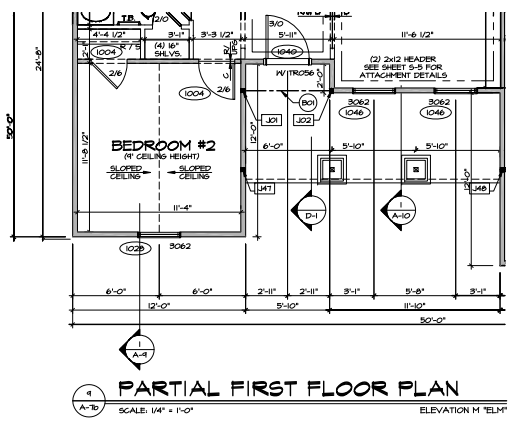 T.B.
2/0
3/0
4'-4 1/2"
3'-1"
3'-3 1/2"
5'-11"
11'-6 1/2"
R / S
(4) 16"
SHLVS.
1004
1040
W/TR056
(2) 2x12 HEADER
SEE SHEET S-5 FOR
ATTACHMENT DETAILS
24'-8"
2/6
1004
2/6
2'-0"
B01
3062
1046
3062
1046
J01
J02
50'-0"
11'-8 1/2"
BEDROOM #2
(9' CEILING HEIGHT)
SLOPED
CEILING
SLOPED
CEILING
12'-0"
6'-0"
5'-10"
5'-10"
12'-0"
J47
J48
11'-4"
D-1
1
A-10
1028
3062
6'-0"
6'-0"
2'-11"
2'-11"
3'-1"
5'-8"
3'-1"
12'-0"
5'-10"
11'-10"
50'-0"
1
A-9
9
A-7b
PARTIAL FIRST FLOOR PLAN
SCALE: 1/4" = 1'-0"
ELEVATION M "ELM"